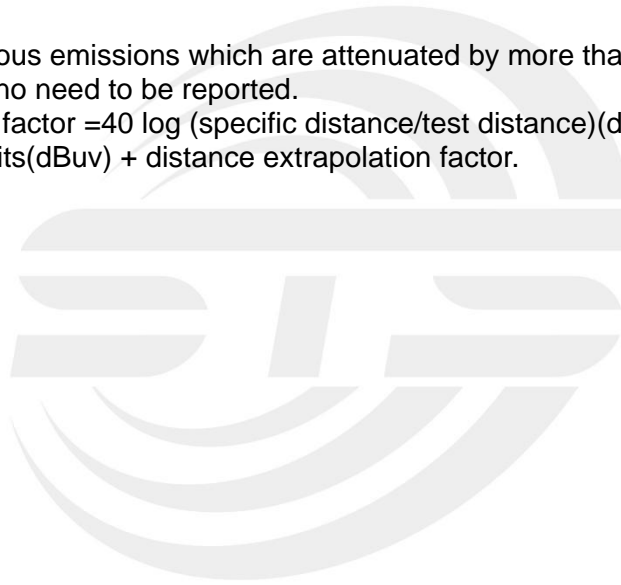 ous emissions which are attenuated by more tha
no need to be reported.
factor =40 log (specific distance/test distance)(d
its(dBuv) + distance extrapolation factor.
STS